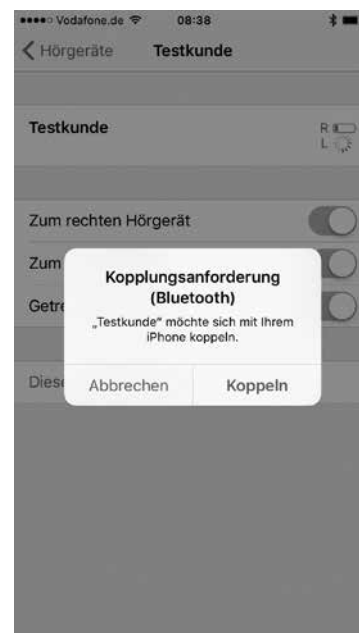 Vodafone.de 08:38
Hörgeräte Testkunde
Testkunde
R
L
Zum rechten Hörgerät
Zum
Getre
Kopplungsanforderung
(Bluetooth)
„Testkunde“ möchte sich mit Ihrem
iPhone koppeln.
Diese
Abbrechen Koppeln